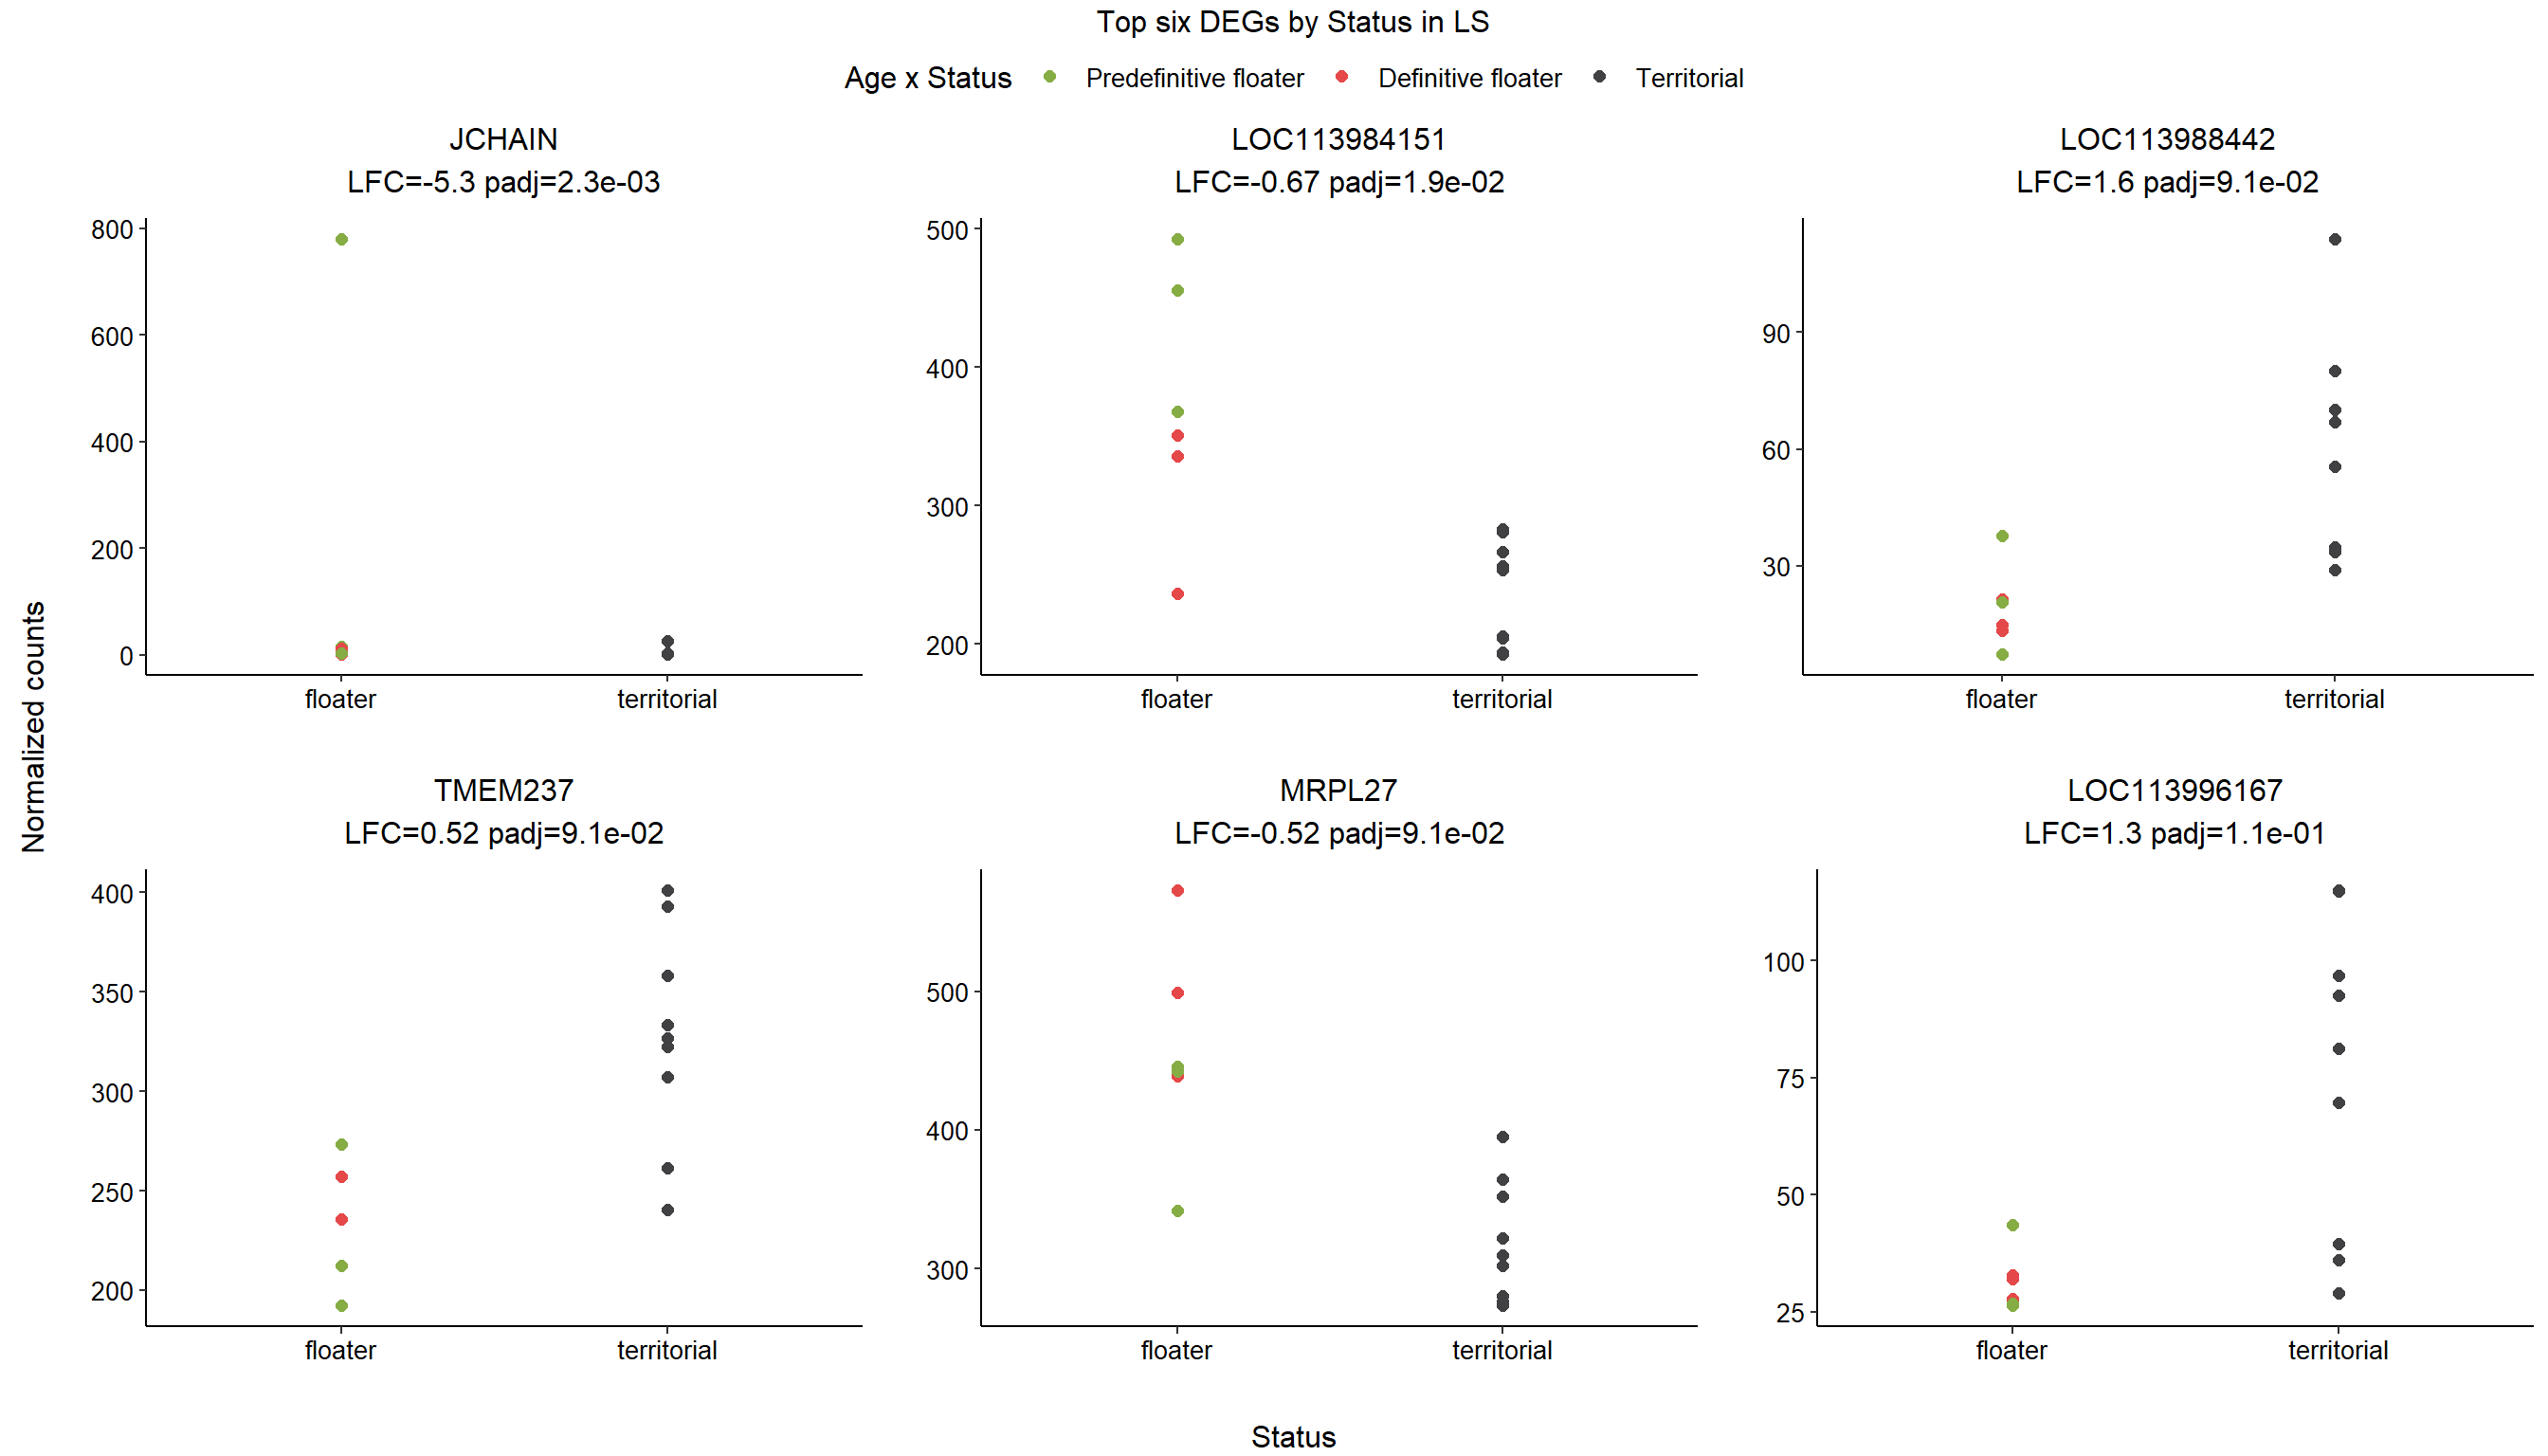 Top six DEGs by Status in LS
Age x Status Predefinitive floater Definitive floater Territorial
Normalized counts
JCHAIN
LFC=-5.3 padj=2.3e-03
800
600
400
200
0
floater territorial
LOC113984151
LFC=-0.67 padj=1.9e-02
500
400
300
200
floater territorial
LOC113988442
LFC=1.6 padj=9.1e-02
90
60
30
floater territorial
TMEM237
LFC=0.52 padj=9.1e-02
400
350
300
250
200
floater territorial
MRPL27
LFC=-0.52 padj=9.1e-02
500
400
300
floater territorial
LOC113996167
LFC=1.3 padj=1.1e-01
100
75
50
25
floater territorial
Status